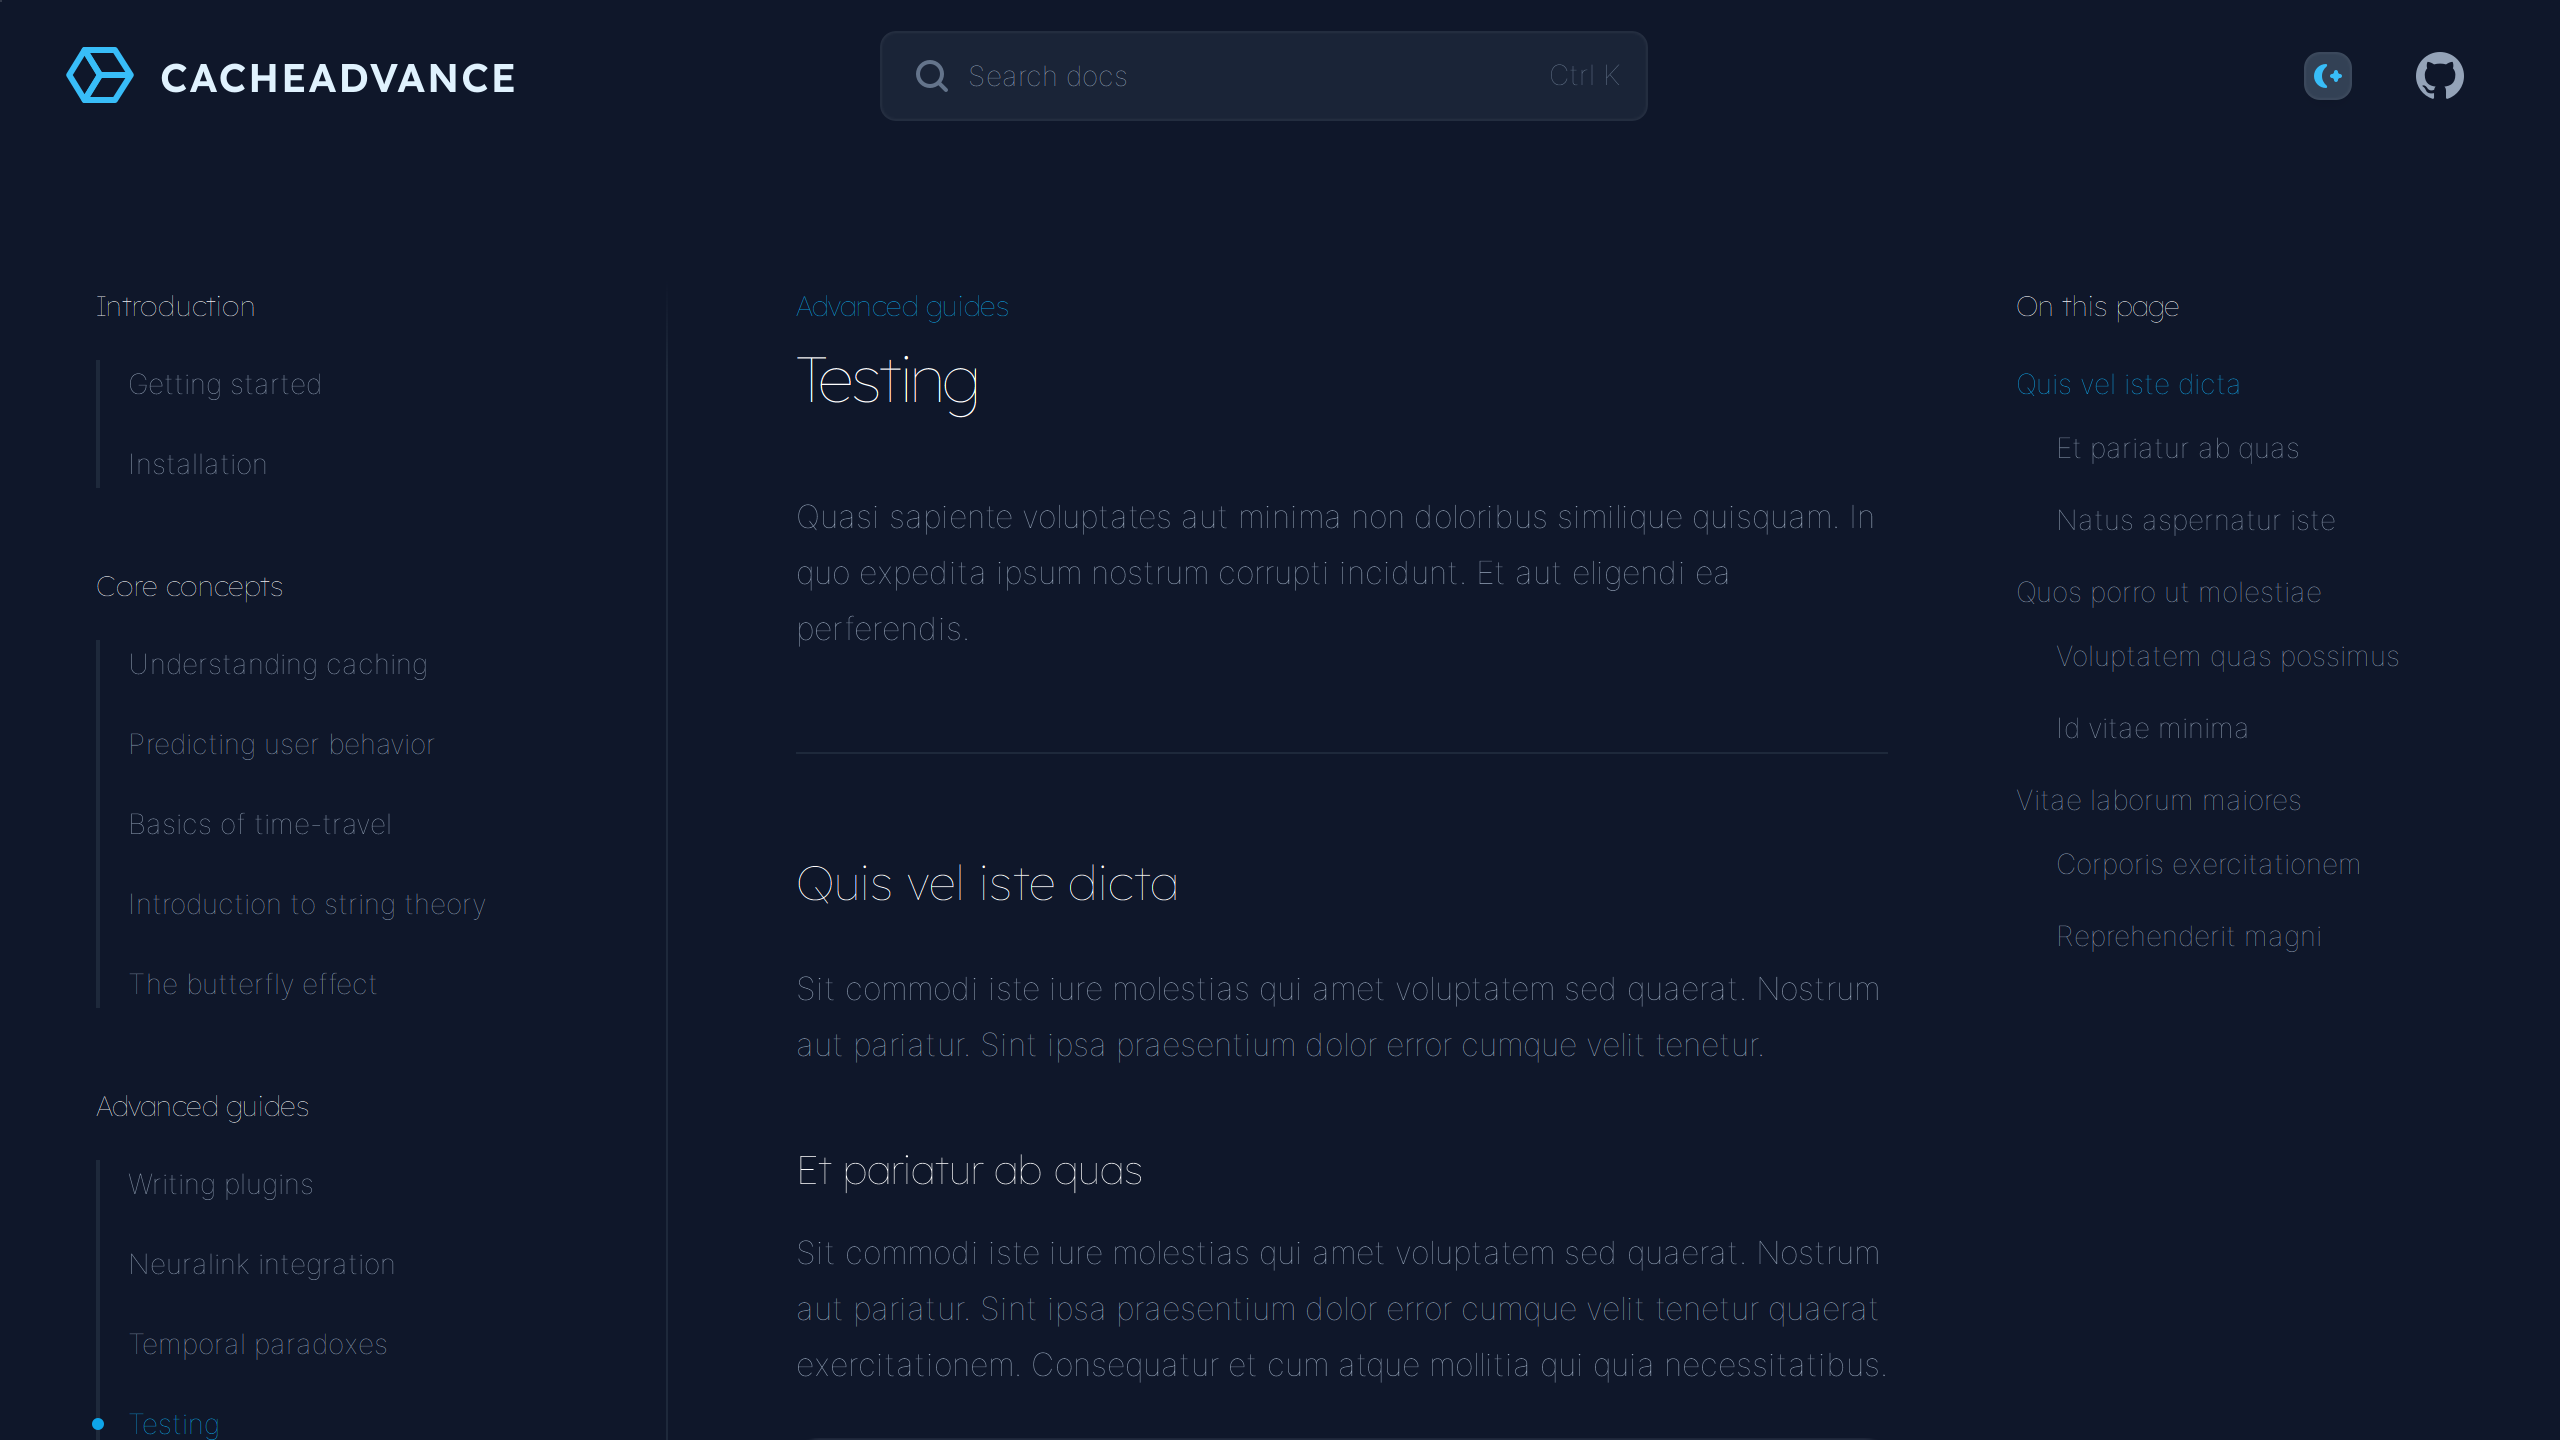 CACHEADVANCE
Search docs
Ctrl K
Introduction
Getting started
Installation
Core concepts
Understanding caching
Predicting user behavior
Basics of time-travel
Introduction to string theory
The butterfly effect
Advanced guides
Writing plugins
Neuralink integration
Temporal paradoxes
Testing
Advanced guides
Testing
Quasi sapiente voluptates aut minima non doloribus similique quisquam. In
quo expedita ipsum nostrum corrupti incidunt. Et aut eligendi ea
perferendis.
Quis vel iste dicta
Sit commodi iste iure molestias qui amet voluptatem sed quaerat. Nostrum
aut pariatur. Sint ipsa praesentium dolor error cumque velit tenetur.
Et pariatur ab quas
Sit commodi iste iure molestias qui amet voluptatem sed quaerat. Nostrum
aut pariatur. Sint ipsa praesentium dolor error cumque velit tenetur quaerat
exercitationem. Consequatur et cum atque mollitia qui quia necessitatibus.
On this page
Quis vel iste dicta
Et pariatur ab quas
Natus aspernatur iste
Quos porro ut molestiae
Voluptatem quas possimus
Id vitae minima
Vitae laborum maiores
Corporis exercitationem
Reprehenderit magni